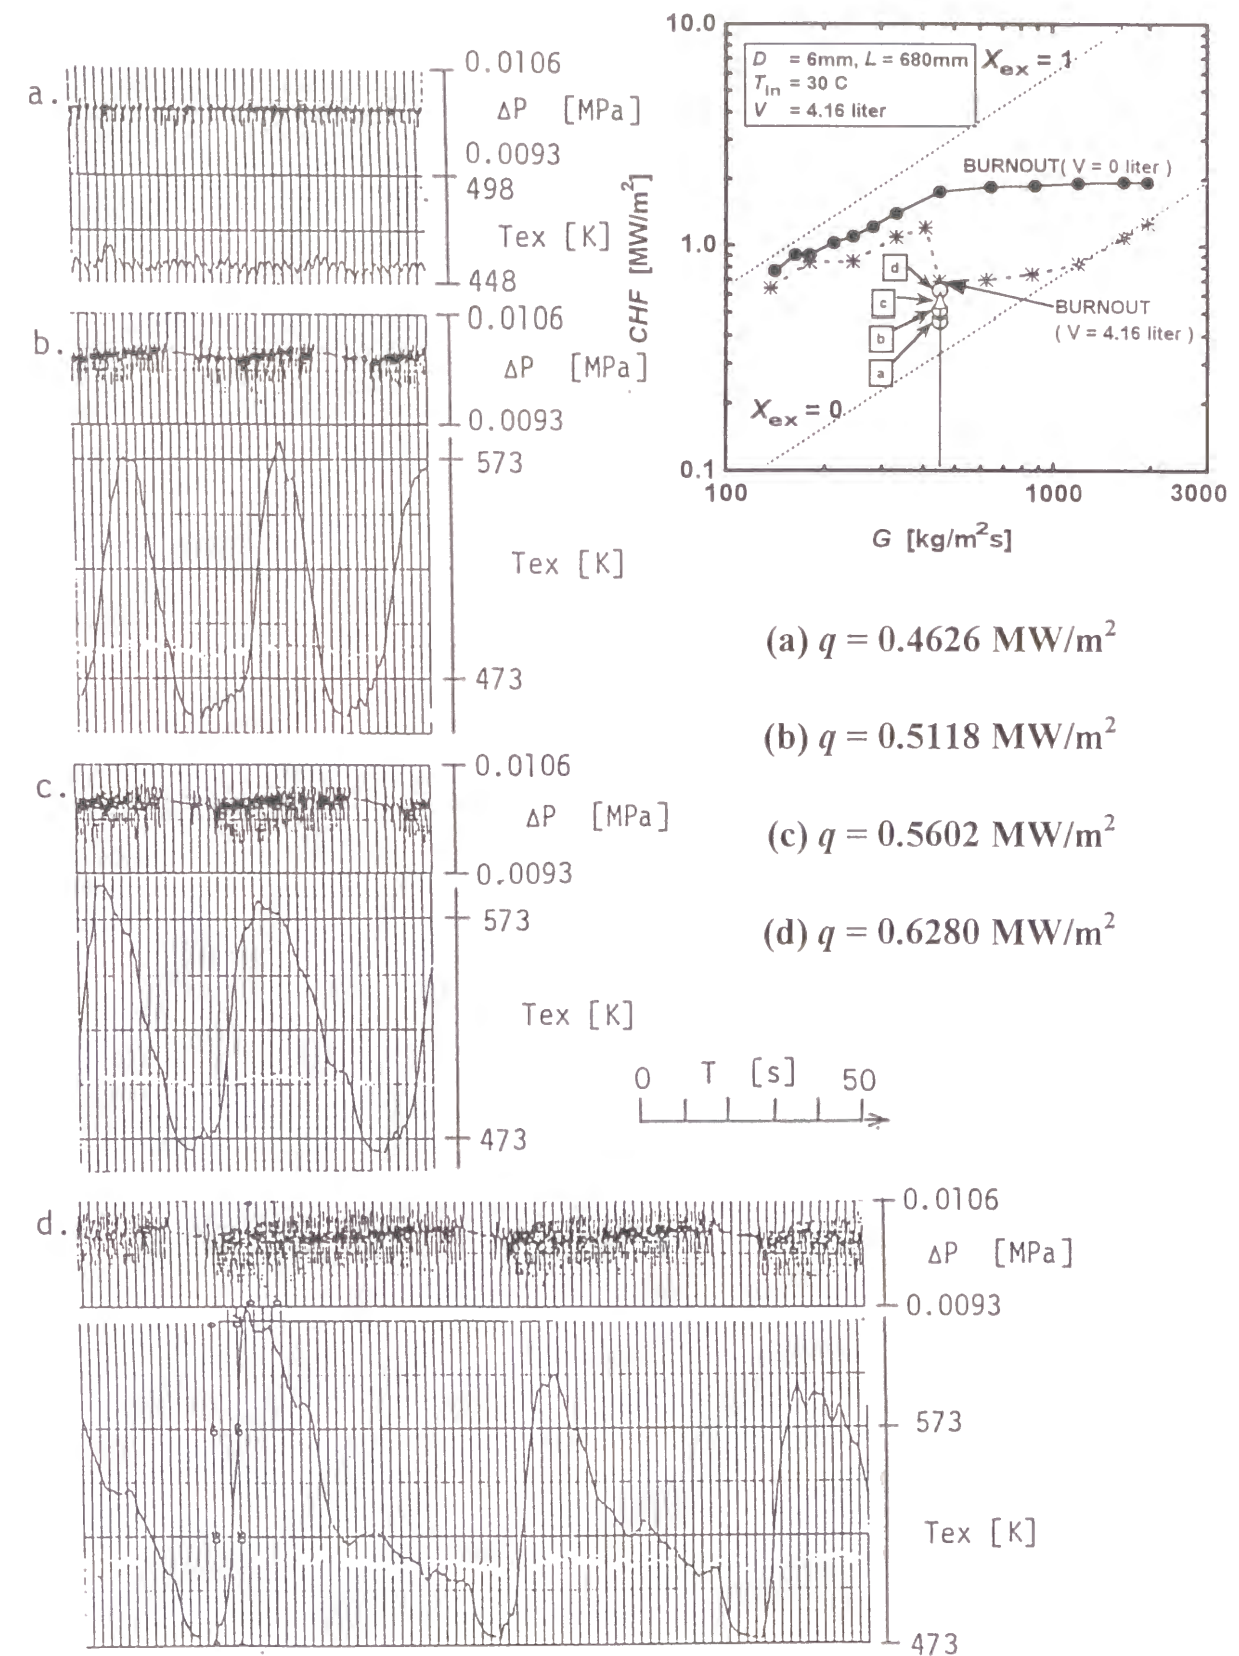 a.
0.0106
ΔP [MPa]
0.0093
498
Tex [K]
448
b.
0.0106
ΔP [MPa]
0.0093
573
Tex [K]
473
c.
0.0106
ΔP [MPa]
0.0093
573
Tex [K]
473
d.
0.0106
ΔP [MPa]
0.0093
573
Tex [K]
473
10.0
1.0
0.1
CHF [MW/m²]
D = 6mm, L = 680mm
T_in = 30 C
V = 4.16 liter
X_ex = 1
BURNOUT( V = 0 liter )
d
c
b
a
BURNOUT
( V = 4.16 liter )
X_ex = 0
100 1000 3000
G [kg/m²s]
(a) q = 0.4626 MW/m²
(b) q = 0.5118 MW/m²
(c) q = 0.5602 MW/m²
(d) q = 0.6280 MW/m²
0 T [s] 50